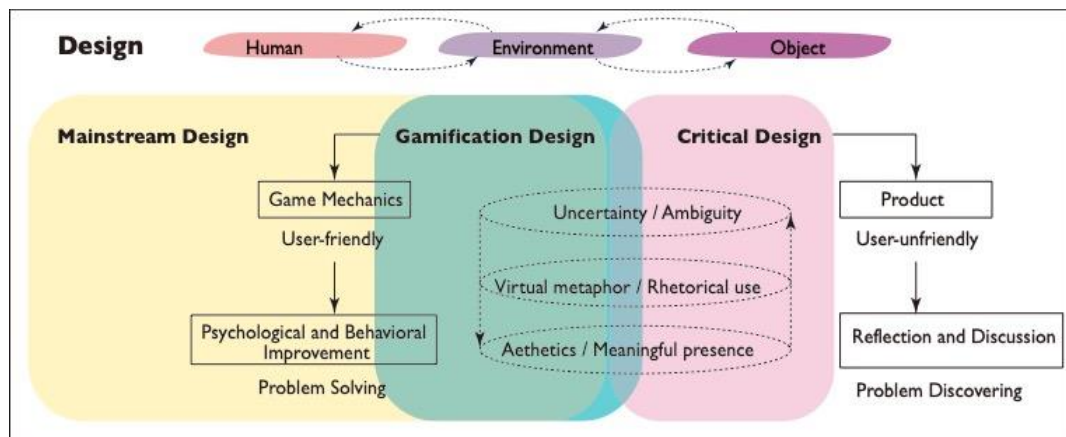 Design
Human
Environment
Object
Mainstream Design
Gamification Design
Critical Design
Game Mechanics
User-friendly
Psychological and Behavioral
Improvement
Problem Solving
Uncertainty / Ambiguity
Virtual metaphor / Rhetorical use
Aethetics / Meaningful presence
Product
User-unfriendly
Reflection and Discussion
Problem Discovering